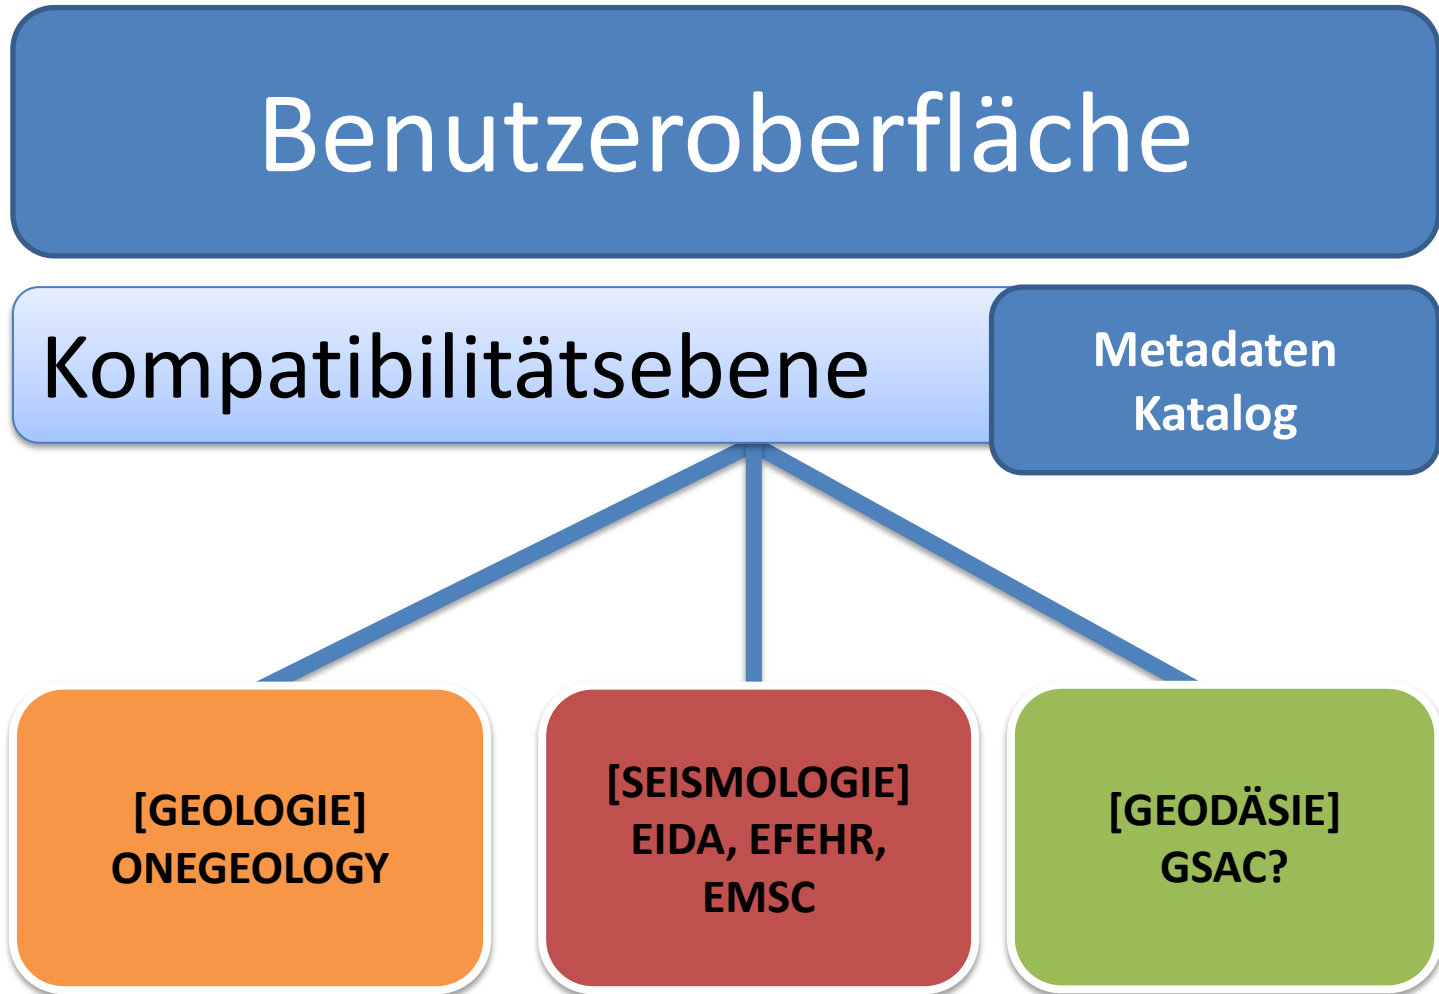 Benutzeroberfläche
Kompatibilitätsebene
Metadaten
Katalog
[GEOLOGIE]
ONEGEOLOGY
[SEISMOLOGIE]
EIDA, EFEHR,
EMSC
[GEODÄSIE]
GSAC?